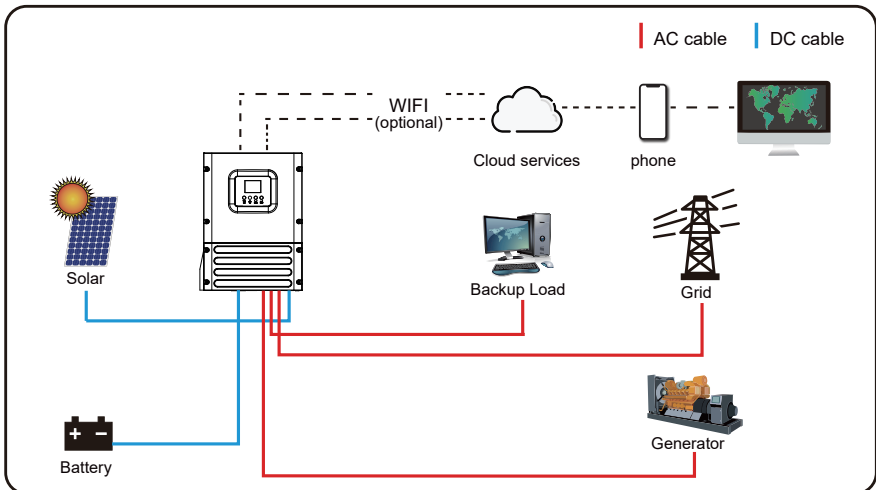 AC cable
DC cable
WIFI
(optional)
Cloud services
phone
Solar
Backup Load
Grid
Generator
+ −
Battery